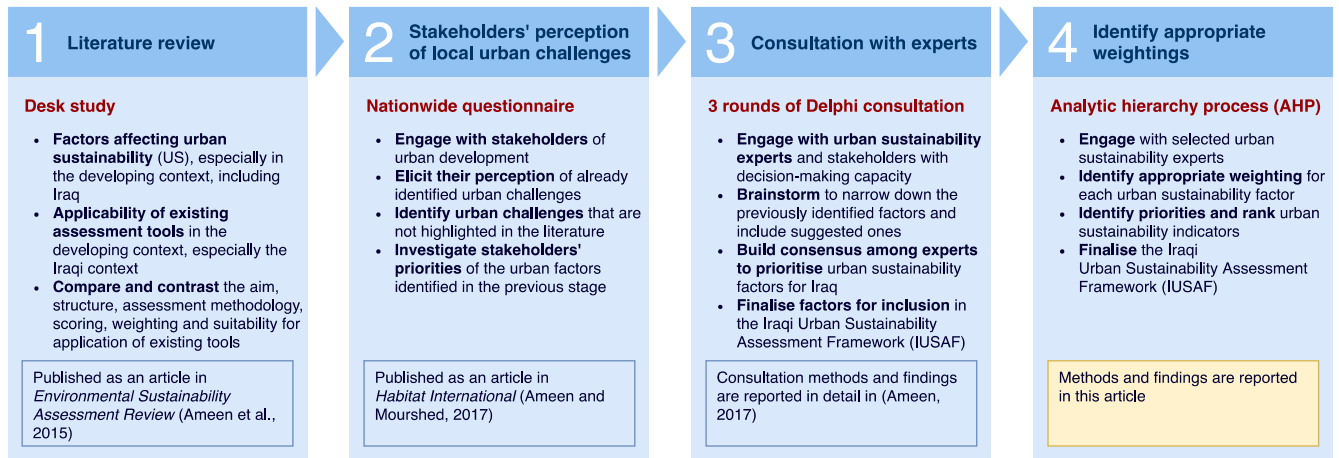 1 Literature review
Desk study
• Factors affecting urban
sustainability (US), especially in
the developing context, including
Iraq
• Applicability of existing
assessment tools in the
developing context, especially the
Iraqi context
• Compare and contrast the aim,
structure, assessment methodology,
scoring, weighting and suitability for
application of existing tools
Published as an article in
Environmental Sustainability
Assessment Review (Ameen et al.,
2015)
2 Stakeholders' perception
of local urban challenges
Nationwide questionnaire
• Engage with stakeholders of
urban development
• Elicit their perception of already
identified urban challenges
• Identify urban challenges that are
not highlighted in the literature
• Investigate stakeholders'
priorities of the urban factors
identified in the previous stage
Published as an article in
Habitat International (Ameen and
Mourshed, 2017)
3 Consultation with experts
3 rounds of Delphi consultation
• Engage with urban sustainability
experts and stakeholders with
decision-making capacity
• Brainstorm to narrow down the
previously identified factors and
include suggested ones
• Build consensus among experts
to prioritise urban sustainability
factors for Iraq
• Finalise factors for inclusion in
the Iraqi Urban Sustainability
Assessment Framework (IUSAF)
Consultation methods and findings
are reported in detail in (Ameen,
2017)
4 Identify appropriate
weightings
Analytic hierarchy process (AHP)
• Engage with selected urban
sustainability experts
• Identify appropriate weighting for
each urban sustainability factor
• Identify priorities and rank urban
sustainability indicators
• Finalise the Iraqi
Urban Sustainability Assessment
Framework (IUSAF)
Methods and findings are reported
in this article